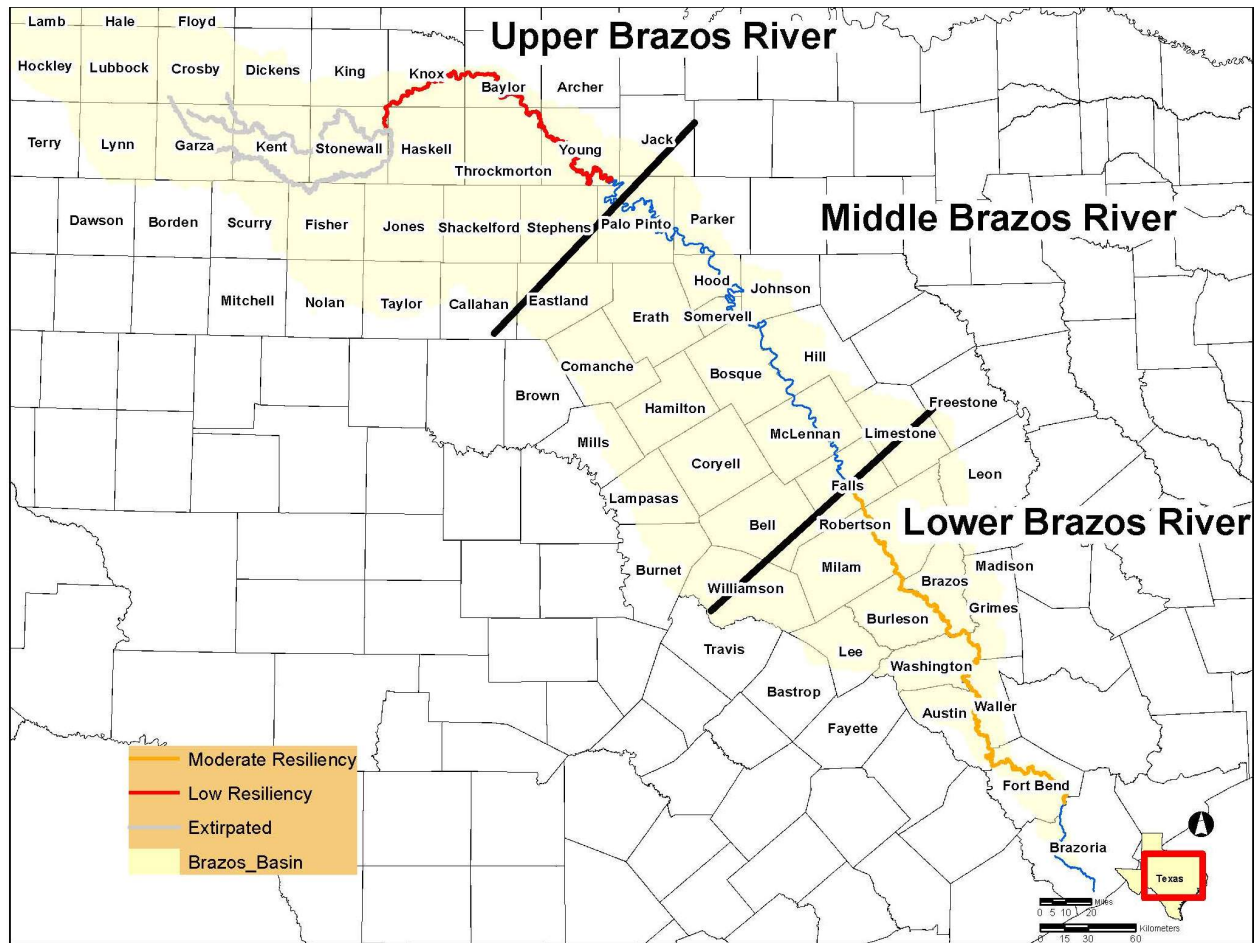 Upper Brazos River
Lamb Hale Floyd
Hockley Lubbock Crosby Dickens King Knox Baylor Archer
Terry Lynn Garza Kent Stonewall Haskell Throckmorton Young Jack
Dawson Borden Scurry Fisher Jones Shackelford Stephens Palo Pinto Parker
Middle Brazos River
Mitchell Nolan Taylor Callahan Eastland Erath Hood Somervell Johnson
Comanche Bosque Hill
Brown Hamilton McLennan Limestone Freestone
Mills Coryell Falls Leon
Lampasas Bell Robertson
Lower Brazos River
Burnet Williamson Milam Brazos Madison
Burleson Grimes
Travis Lee Washington
Bastrop Austin Waller
Fayette
Moderate Resiliency
Low Resiliency
Extirpated
Brazos_Basin
Fort Bend
Brazoria
Texas
Miles
0 5 10 20
Kilometers
0 15 30 60